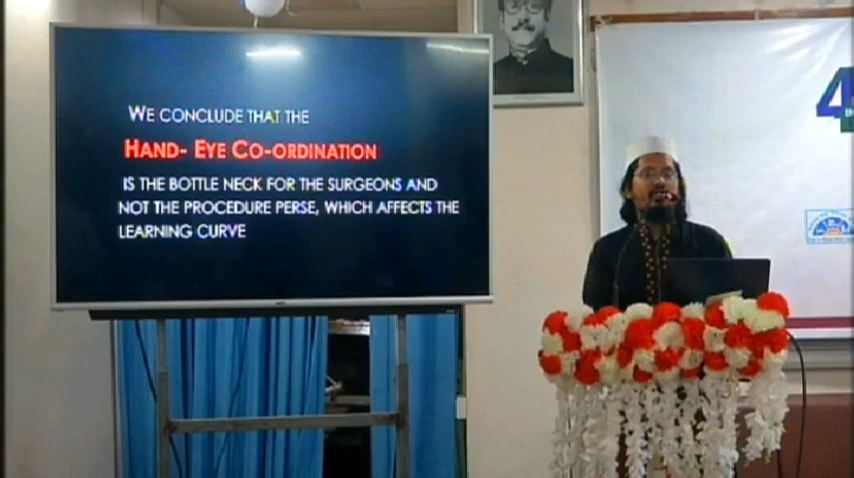 WE CONCLUDE THAT THE
HAND- EYE CO-ORDINATION
IS THE BOTTLE NECK FOR THE SURGEONS AND
NOT THE PROCEDURE PERSE, WHICH AFFECTS THE
LEARNING CURVE
4